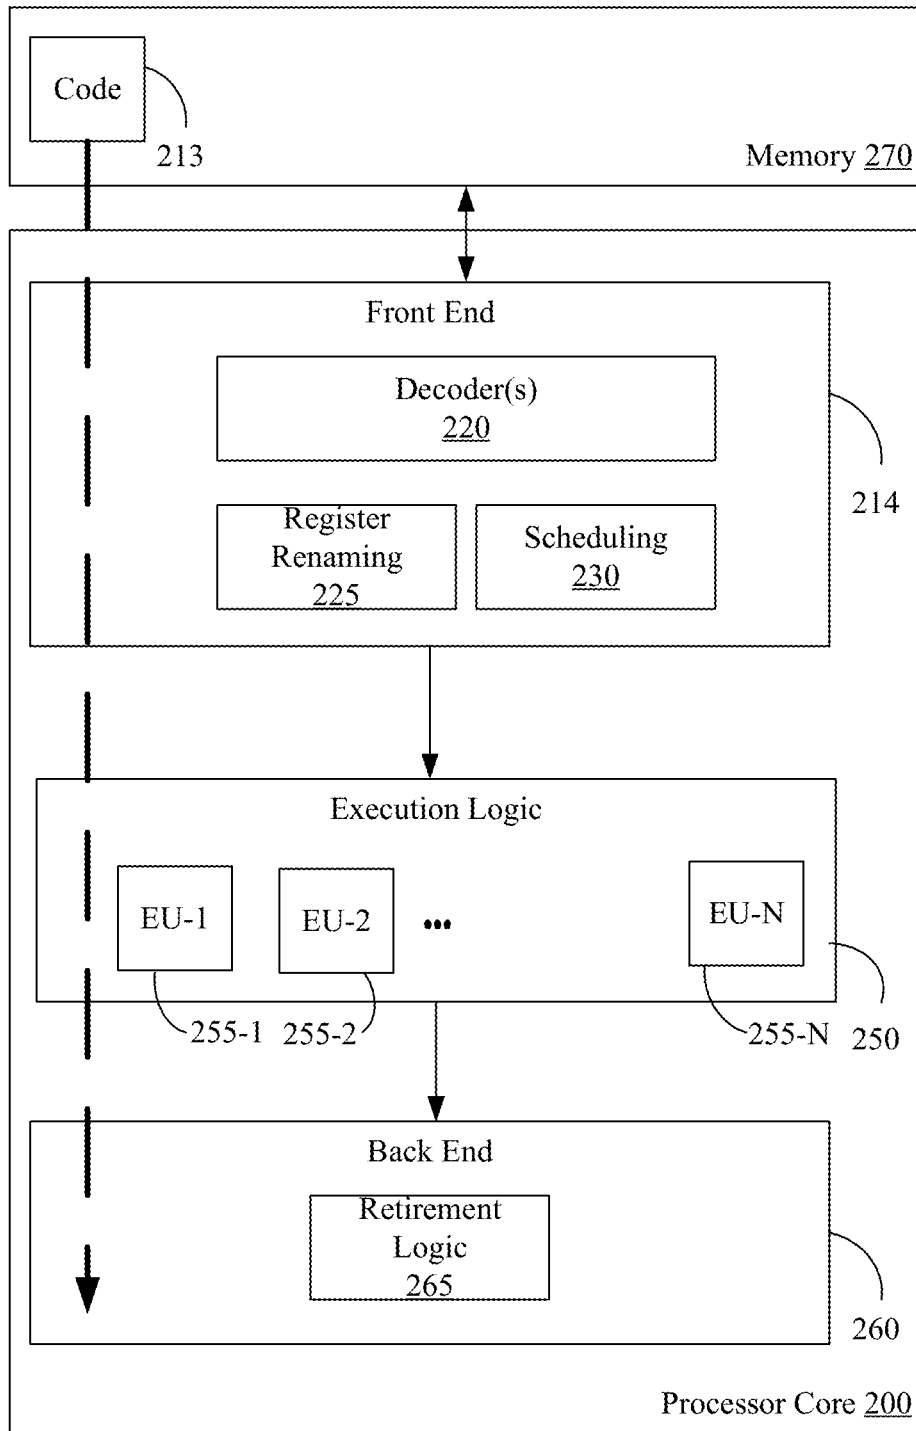 Code
213
Memory 270
Front End
Decoder(s)
220
214
Register
Renaming
225
Scheduling
230
Execution Logic
EU-1
EU-2
...
EU-N
255-1
255-2
255-N
250
Back End
Retirement
Logic
265
260
Processor Core 200